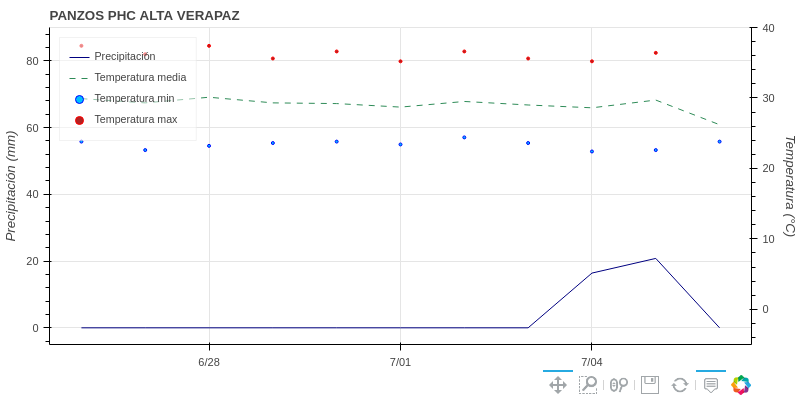 PANZOS PHC ALTA VERAPAZ
Precipitación
Temperatura media
Temperatura min
Temperatura max
80
60
40
20
0
Precipitación (mm)
40
30
20
10
0
Temperatura (°C)
6/28
7/01
7/04